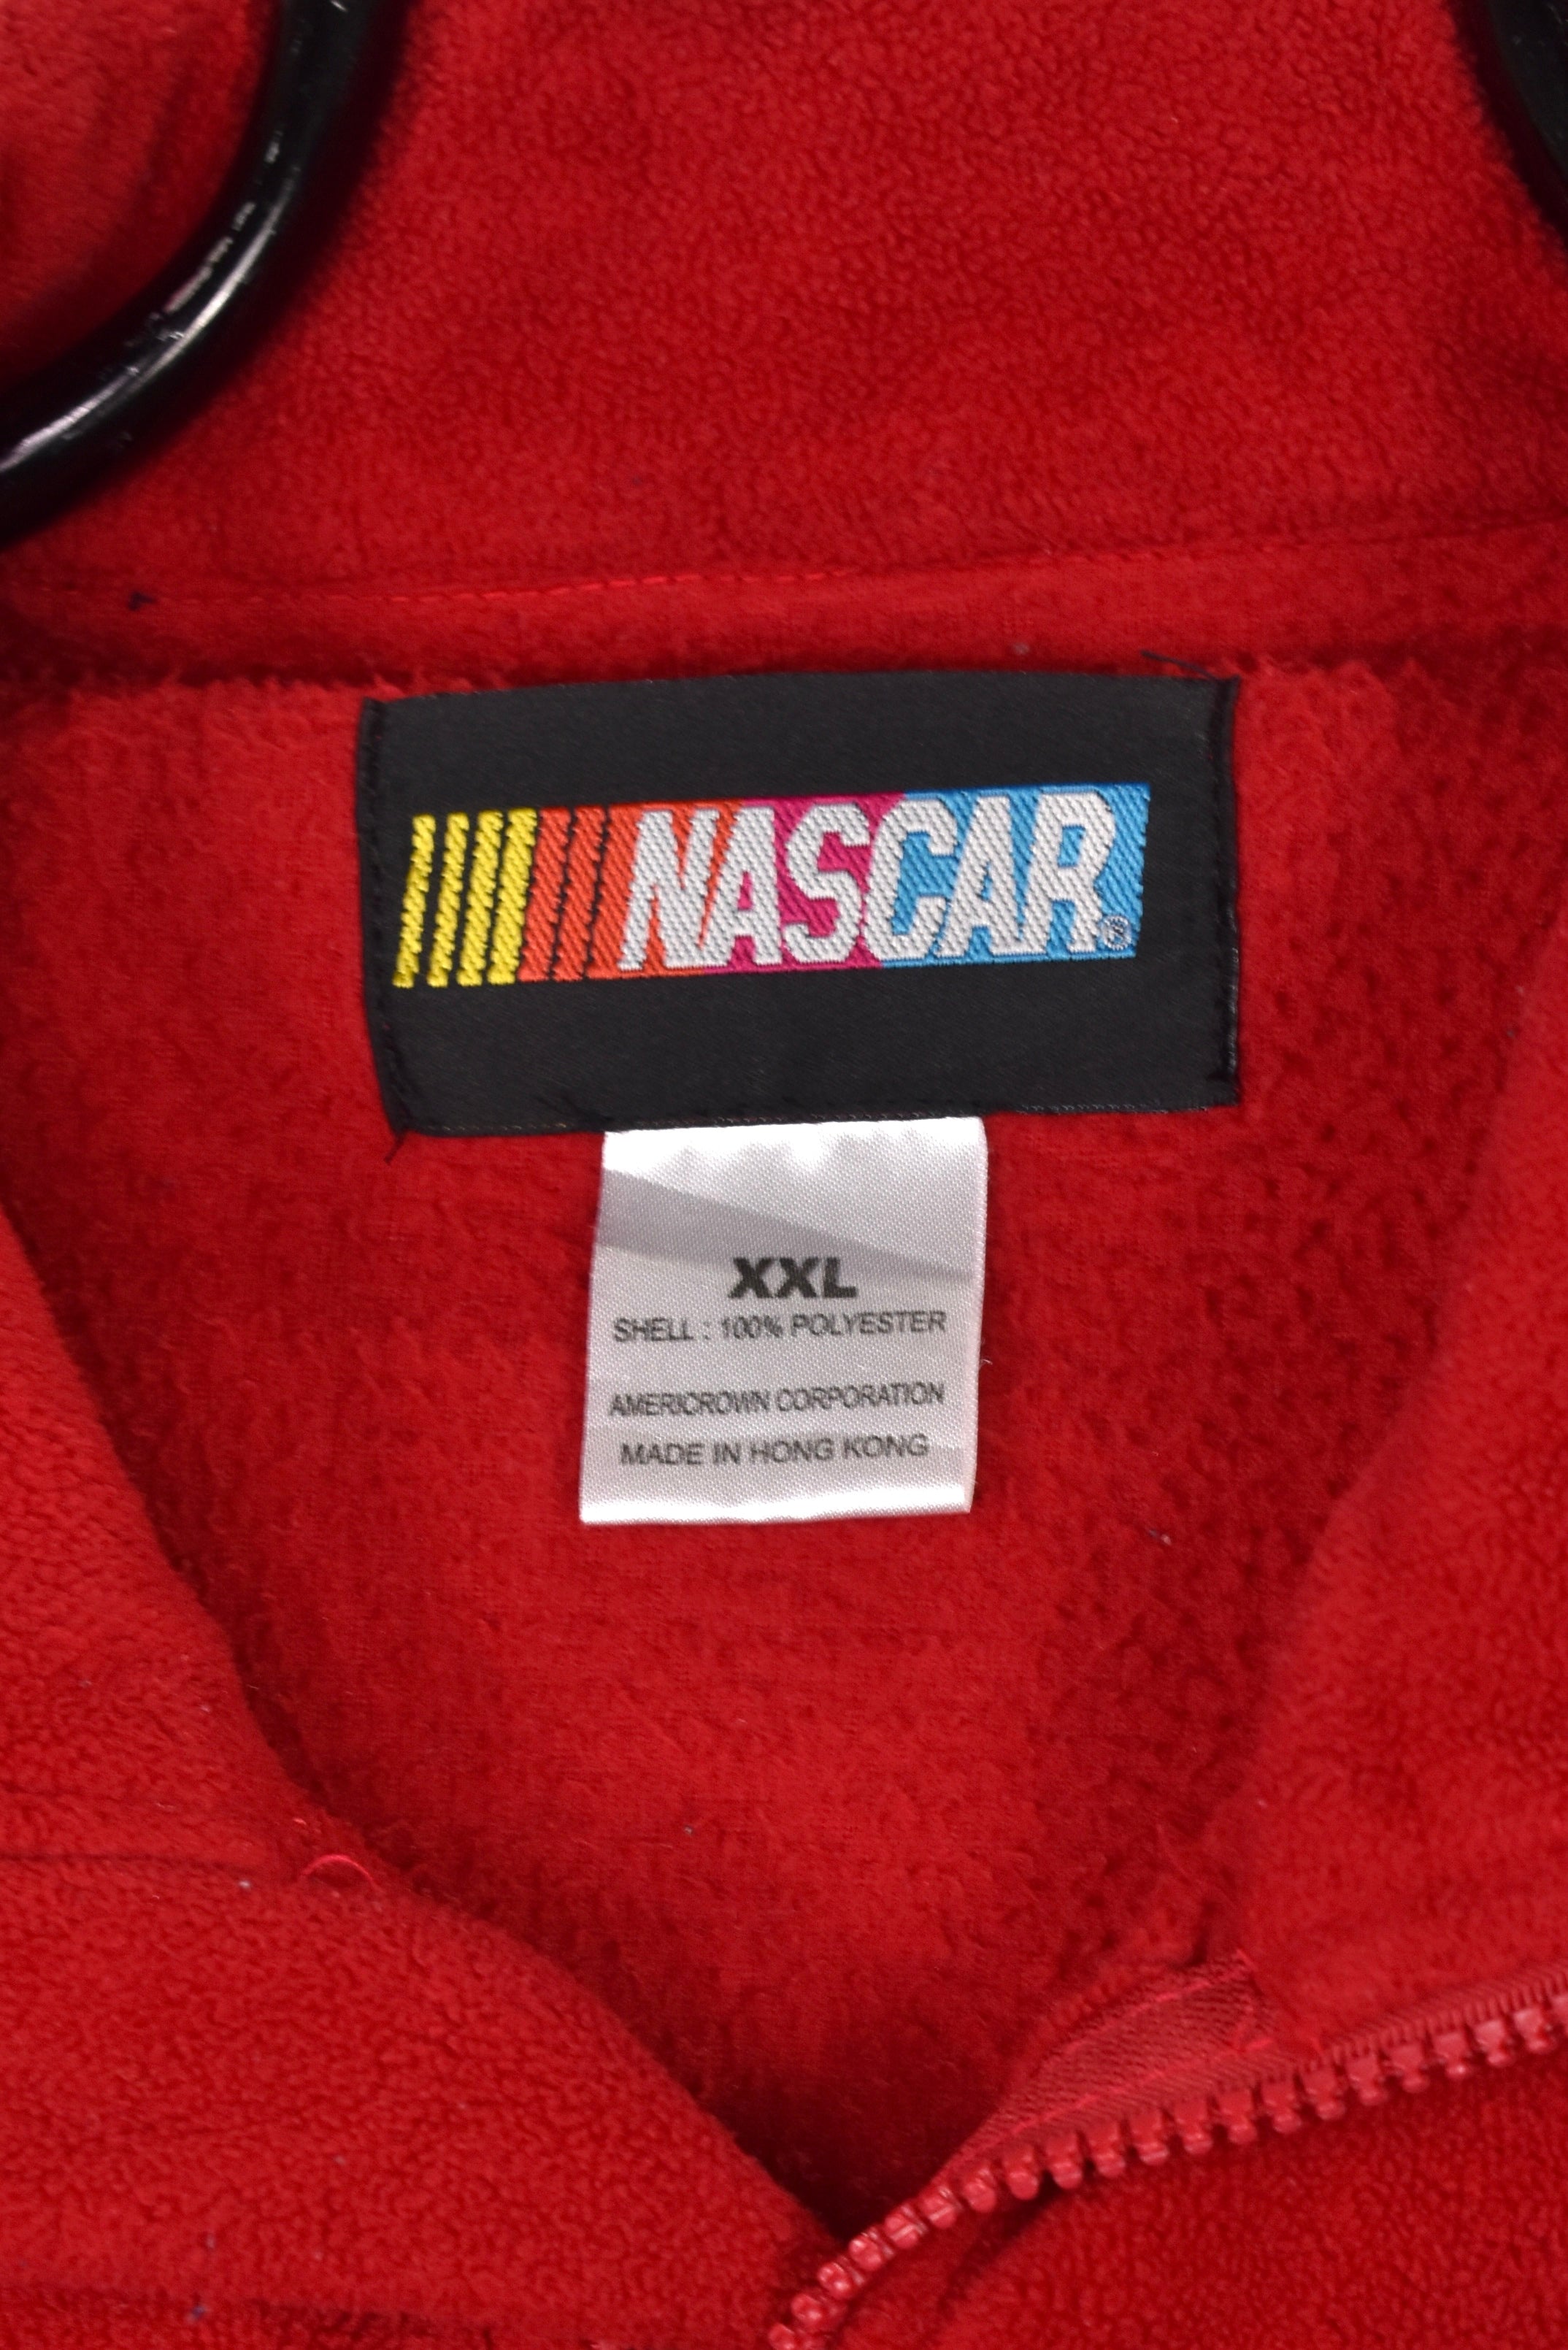 NASCAR®
XXL
SHELL : 100% POLYESTER
AMERICROWN CORPORATION
MADE IN HONG KONG